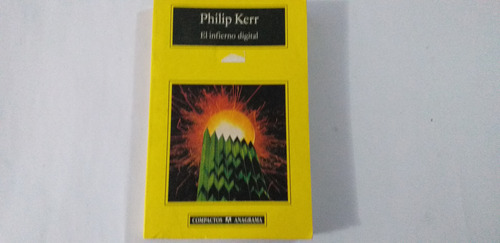 Philip Kerr
El infierno digital
COMPACTOS ANAGRAMA